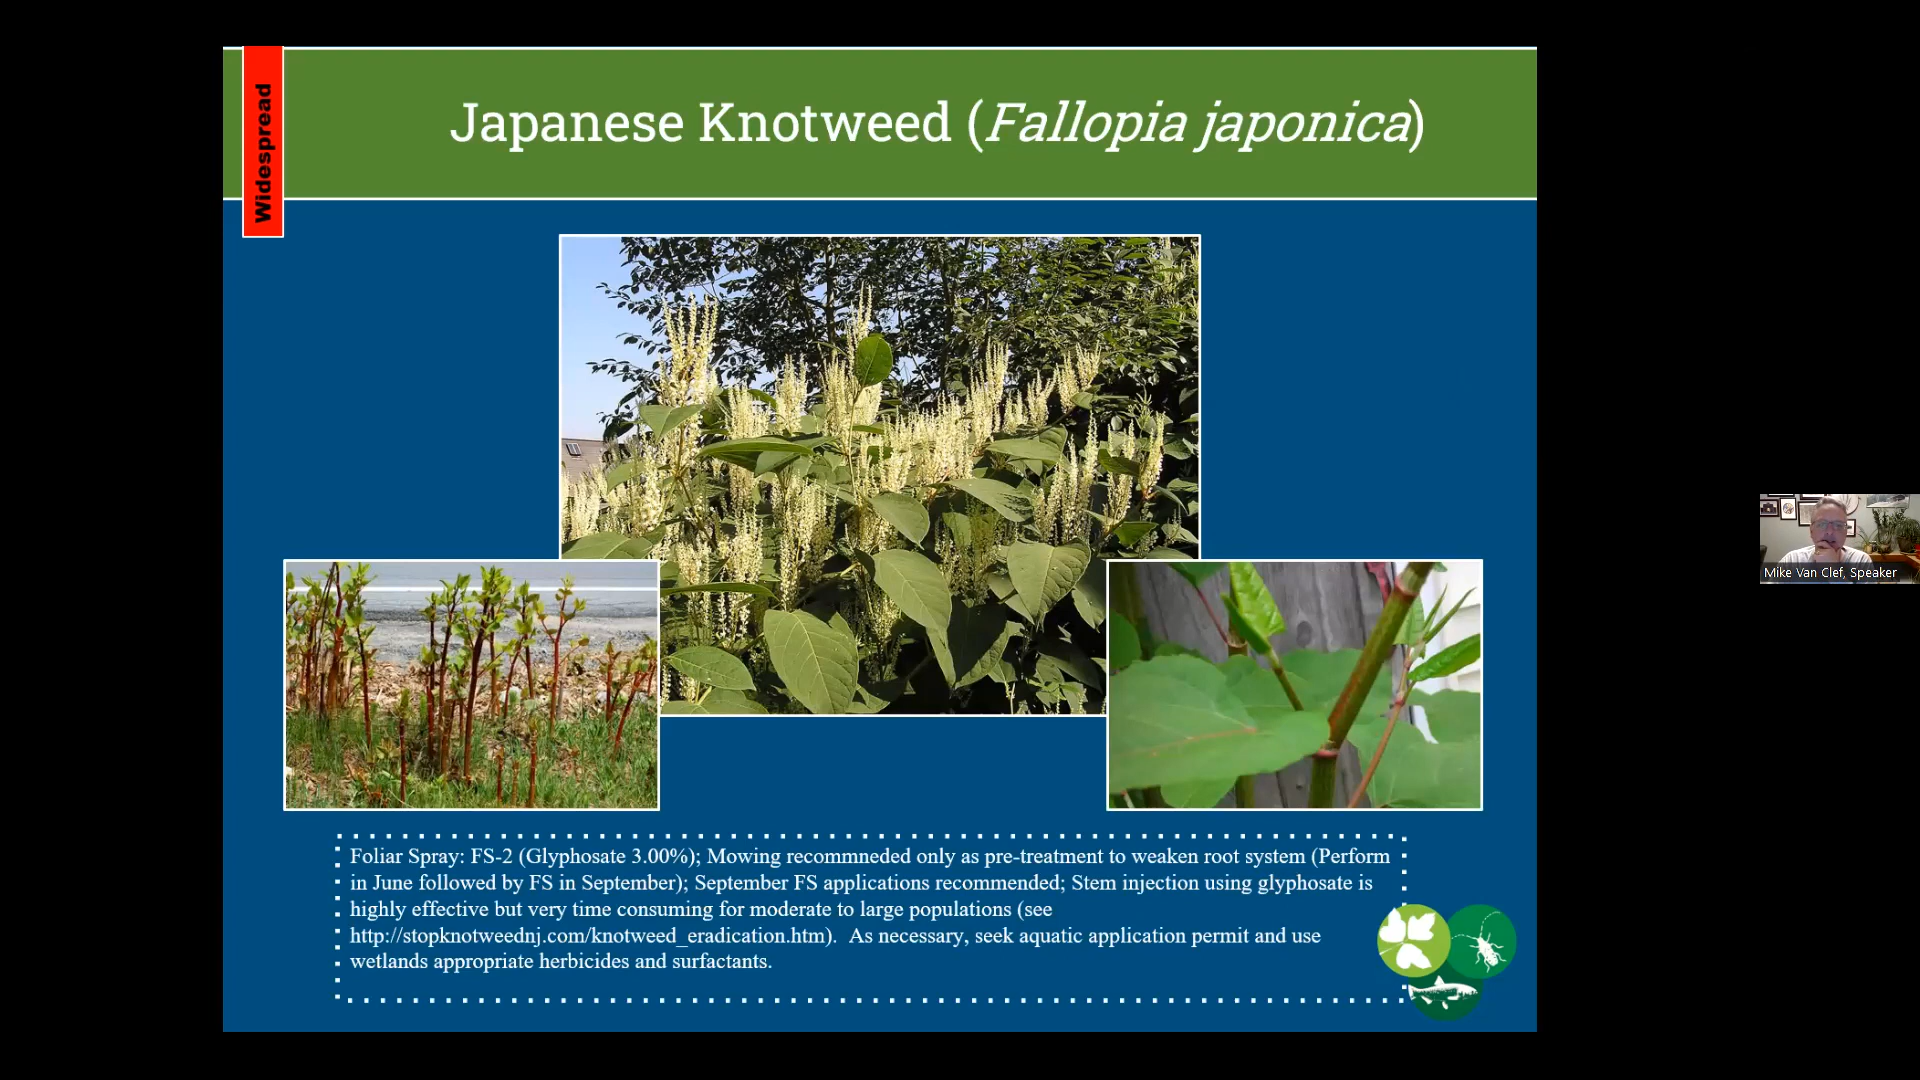 Widespread
Japanese Knotweed (Fallopia japonica)
Foliar Spray: FS-2 (Glyphosate 3.00%); Mowing recommneded only as pre-treatment to weaken root system (Perform
in June followed by FS in September); September FS applications recommended; Stem injection using glyphosate is
highly effective but very time consuming for moderate to large populations (see
http://stopknotweednj.com/knotweed_eradication.htm).  As necessary, seek aquatic application permit and use
wetlands appropriate herbicides and surfactants.
Mike Van Clef, Speaker